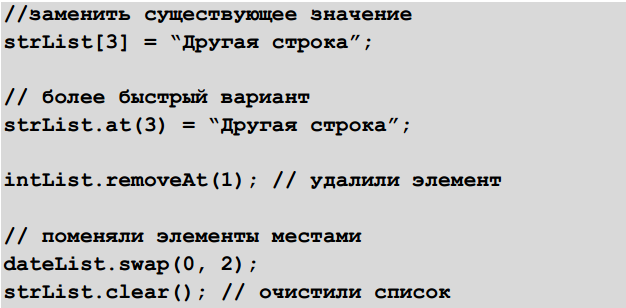 //заменить существующее значение
strList[3] = “Другая строка”;
// более быстрый вариант
strList.at(3) = “Другая строка”;
intList.removeAt(1); // удалили элемент
// поменяли элементы местами
dateList.swap(0, 2);
strList.clear(); // очистили список